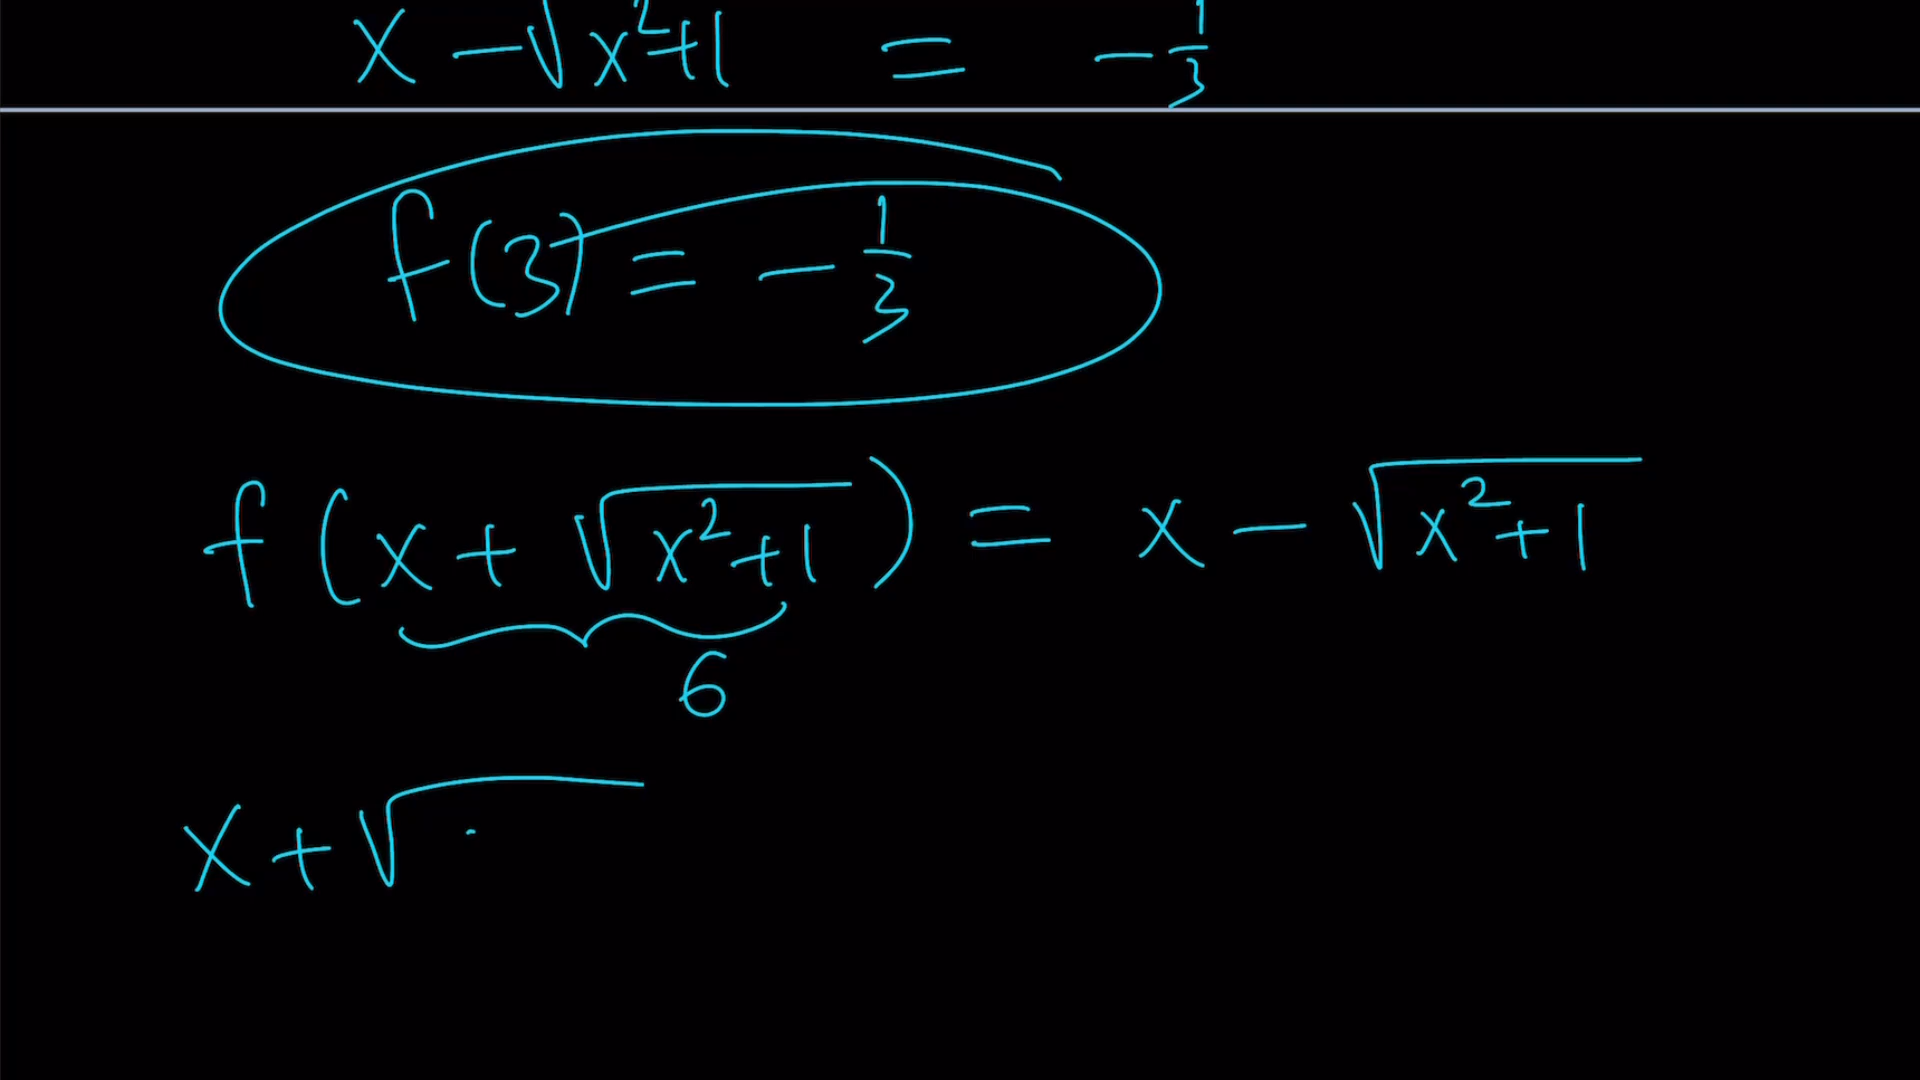 x - √x²+1 = - 1/3
f(3) = - 1/3
f(x + √x²+1) = x - √x²+1
6
x + √